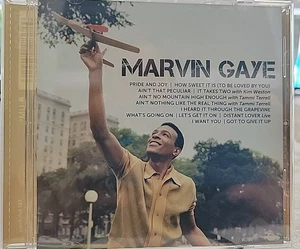 MARVIN GAYE
PRIDE AND JOY | HOW SWEET IT IS (TO BE LOVED BY YOU)
AIN'T THAT PECULIAR | IT TAKES TWO with Kim Weston
AIN'T NO MOUNTAIN HIGH ENOUGH with Tammi Terrell
AIN'T NOTHING LIKE THE REAL THING with Tammi Terrell
I HEARD IT THROUGH THE GRAPEVINE
WHAT'S GOING ON | LET'S GET IT ON | DISTANT LOVER Live
I WANT YOU | GOT TO GIVE IT UP